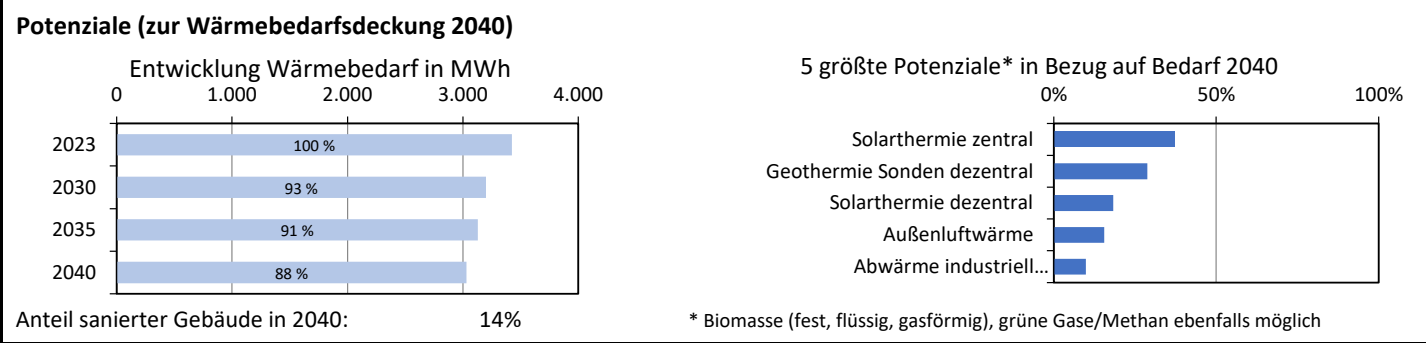 Potenziale (zur Wärmebedarfsdeckung 2040)
Entwicklung Wärmebedarf in MWh
0 1.000 2.000 3.000 4.000
2023 100 %
2030 93 %
2035 91 %
2040 88 %
Anteil sanierter Gebäude in 2040: 14%
5 größte Potenziale* in Bezug auf Bedarf 2040
0% 50% 100%
Solarthermie zentral
Geothermie Sonden dezentral
Solarthermie dezentral
Außenluftwärme
Abwärme industriell…
* Biomasse (fest, flüssig, gasförmig), grüne Gase/Methan ebenfalls möglich